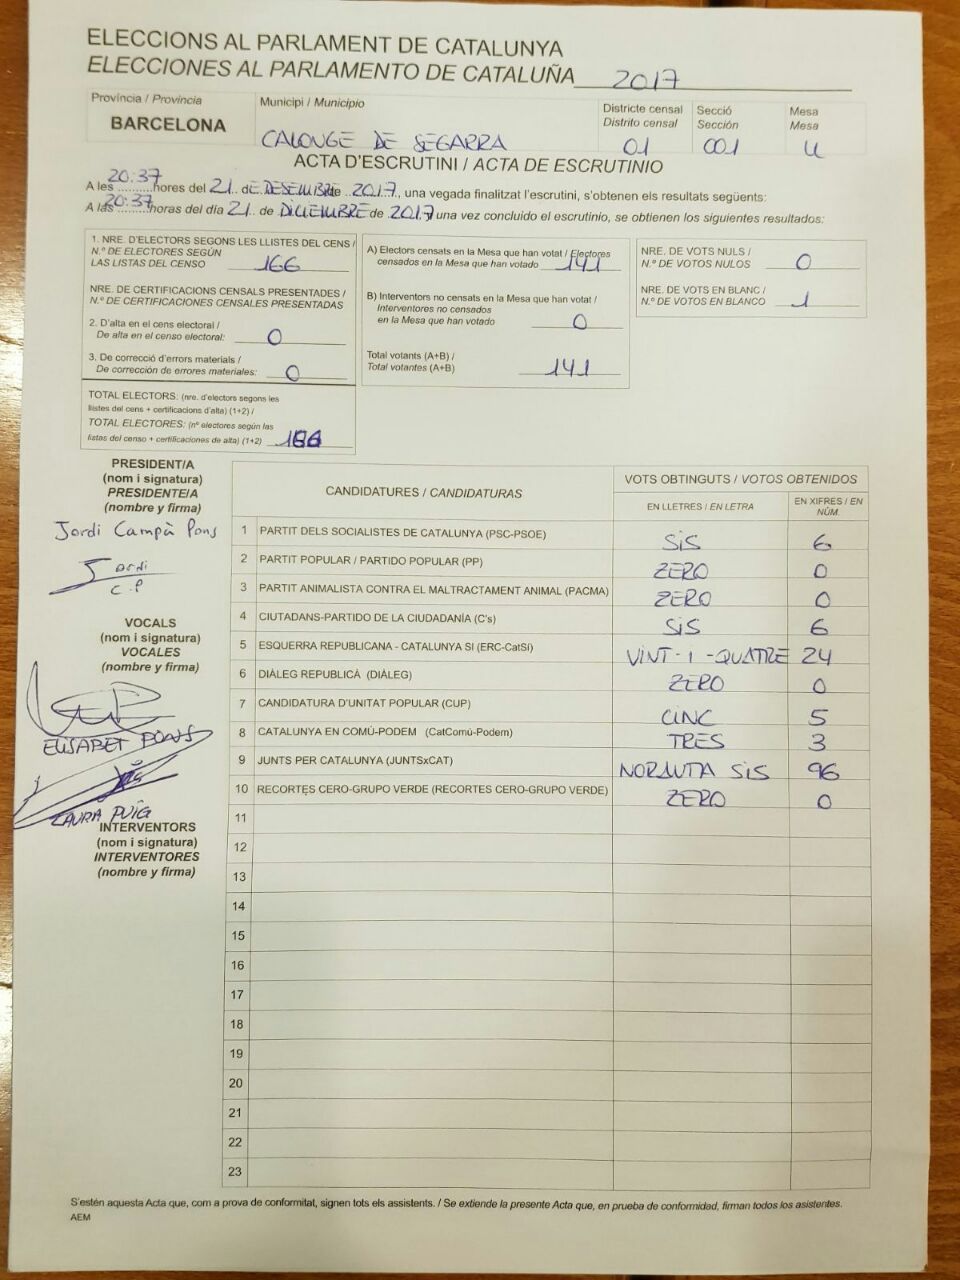 ELECCIONS AL PARLAMENT DE CATALUNYA
ELECCIONES AL PARLAMENTO DE CATALUÑA 2017
Província / Provincia
BARCELONA
Municipi / Municipio
CALONGE DE SEGARRA
Districte censal
Distrito censal
01
Secció
Sección
001
Mesa
Mesa
U
ACTA D'ESCRUTINI / ACTA DE ESCRUTINIO
A les 20:37 hores del 21 de DESEMBRE de 2017, una vegada finalitzat l'escrutini, s'obtenen els resultats següents:
A las 20:37 horas del día 21 de DICIEMBRE de 2017 una vez concluido el escrutinio, se obtienen los siguientes resultados:
1. NRE. D'ELECTORS SEGONS LES LLISTES DEL CENS /
N.º DE ELECTORES SEGÚN
LAS LISTAS DEL CENSO 166
NRE. DE CERTIFICACIONS CENSALS PRESENTADES /
N.º DE CERTIFICACIONES CENSALES PRESENTADAS
2. D'alta en el cens electoral /
De alta en el censo electoral: 0
3. De correcció d'errors materials /
De corrección de errores materiales: 0
TOTAL ELECTORS: (nre. d'electors segons les
llistes del cens + certificacions d'alta) (1+2) /
TOTAL ELECTORES: (nº electores según las
listas del censo + certificaciones de alta) (1+2) 166
A) Electors censats en la Mesa que han votat / Electores
censados en la Mesa que han votado 141
B) Interventors no censats en la Mesa que han votat /
Interventores no censados
en la Mesa que han votado 0
Total votants (A+B) /
Total votantes (A+B) 141
NRE. DE VOTS NULS /
N.º DE VOTOS NULOS 0
NRE. DE VOTS EN BLANC /
N.º DE VOTOS EN BLANCO 1
PRESIDENT/A
(nom i signatura)
PRESIDENTE/A
(nombre y firma)
Jordi Campà Pons
Jordi
C.P
VOCALS
(nom i signatura)
VOCALES
(nombre y firma)
ELISABET PONS
LAURA PUIG
INTERVENTORS
(nom i signatura)
INTERVENTORES
(nombre y firma)
CANDIDATURES / CANDIDATURAS
VOTS OBTINGUTS / VOTOS OBTENIDOS
EN LLETRES / EN LETRA
EN XIFRES / EN
NÚM.
1 PARTIT DELS SOCIALISTES DE CATALUNYA (PSC-PSOE) SIS 6
2 PARTIT POPULAR / PARTIDO POPULAR (PP) ZERO 0
3 PARTIT ANIMALISTA CONTRA EL MALTRACTAMENT ANIMAL (PACMA) ZERO 0
4 CIUTADANS-PARTIDO DE LA CIUDADANÍA (C's) SIS 6
5 ESQUERRA REPUBLICANA - CATALUNYA SI (ERC-CatSí) VINT-I-QUATRE 24
6 DIÀLEG REPUBLICÀ (DIÀLEG) ZERO 0
7 CANDIDATURA D'UNITAT POPULAR (CUP) CINC 5
8 CATALUNYA EN COMÚ-PODEM (CatComú-Podem) TRES 3
9 JUNTS PER CATALUNYA (JUNTSxCAT) SIS 96
10 RECORTES CERO-GRUPO VERDE (RECORTES CERO-GRUPO VERDE) ZERO 0
11
12
13
14
15
16
17
18
19
20
21
22
23
S'estén aquesta Acta que, com a prova de conformitat, signen tots els assistents. / Se extiende la presente Acta que, en prueba de conformidad, firman todos los asistentes.
AEM